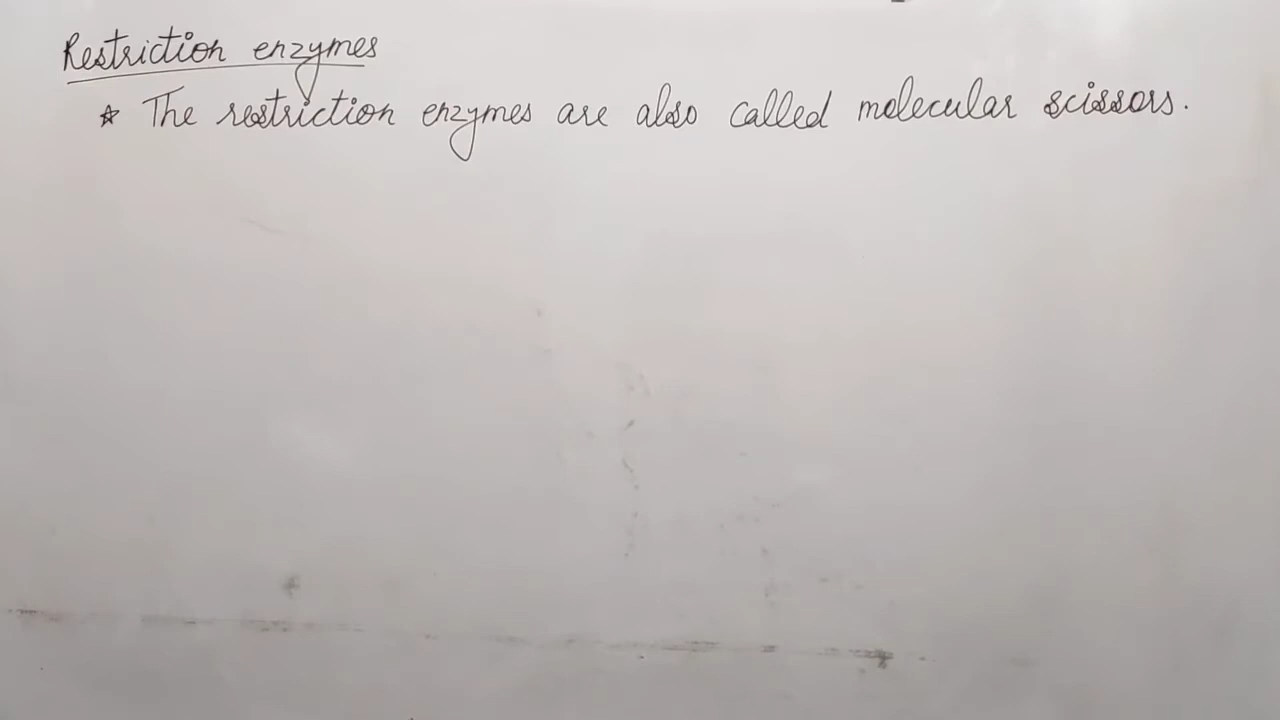 Restriction enzymes
* The restriction enzymes are also called molecular scissors.